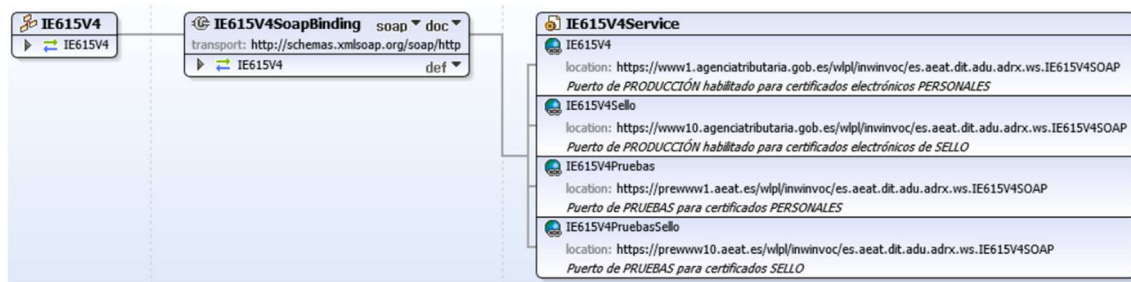 IE615V4
IE615V4
IE615V4SoapBinding soap doc
transport: http://schemas.xmlsoap.org/soap/http
IE615V4 def
IE615V4Service
IE615V4
location: https://www1.agenciatributaria.gob.es/wlpl/inwinvoc/es.aeat.dit.adu.adrx.ws.IE615V4SOAP
Puerto de PRODUCCIÓN habilitado para certificados electrónicos PERSONALES
IE615V4Sello
location: https://www10.agenciatributaria.gob.es/wlpl/inwinvoc/es.aeat.dit.adu.adrx.ws.IE615V4SOAP
Puerto de PRODUCCIÓN habilitado para certificados electrónicos de SELLO
IE615V4Pruebas
location: https://prewww1.aeat.es/wlpl/inwinvoc/es.aeat.dit.adu.adrx.ws.IE615V4SOAP
Puerto de PRUEBAS para certificados PERSONALES
IE615V4PruebasSello
location: https://prewww10.aeat.es/wlpl/inwinvoc/es.aeat.dit.adu.adrx.ws.IE615V4SOAP
Puerto de PRUEBAS para certificados SELLO